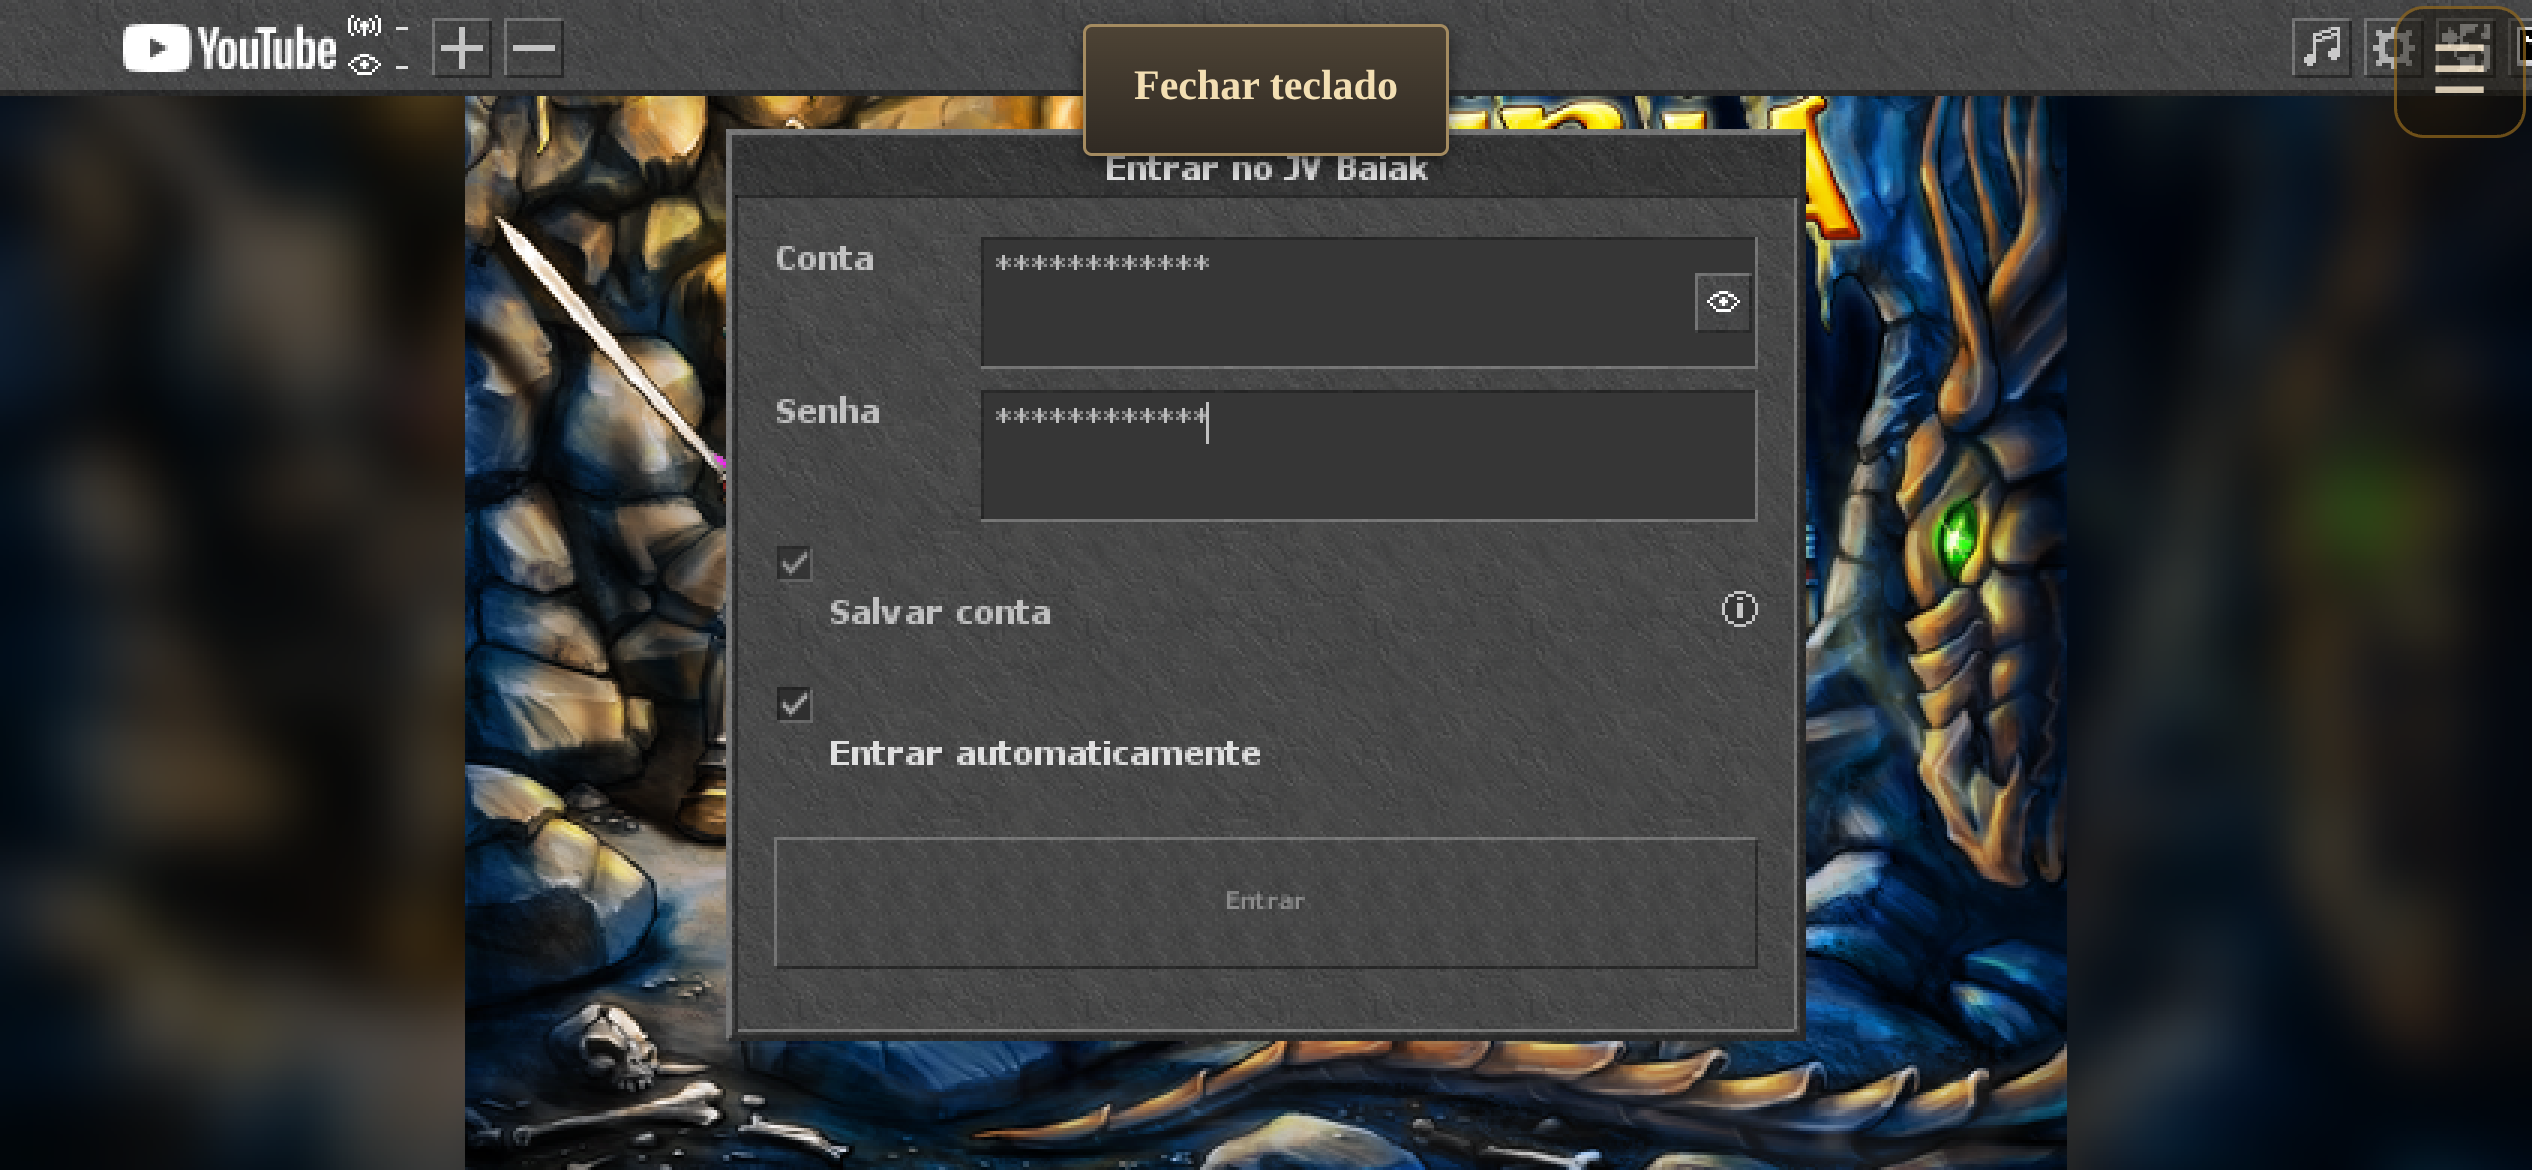 YouTube
Fechar teclado
Entrar no JV Baiak
Conta
************
Senha
************
Salvar conta
Entrar automaticamente
Entrar